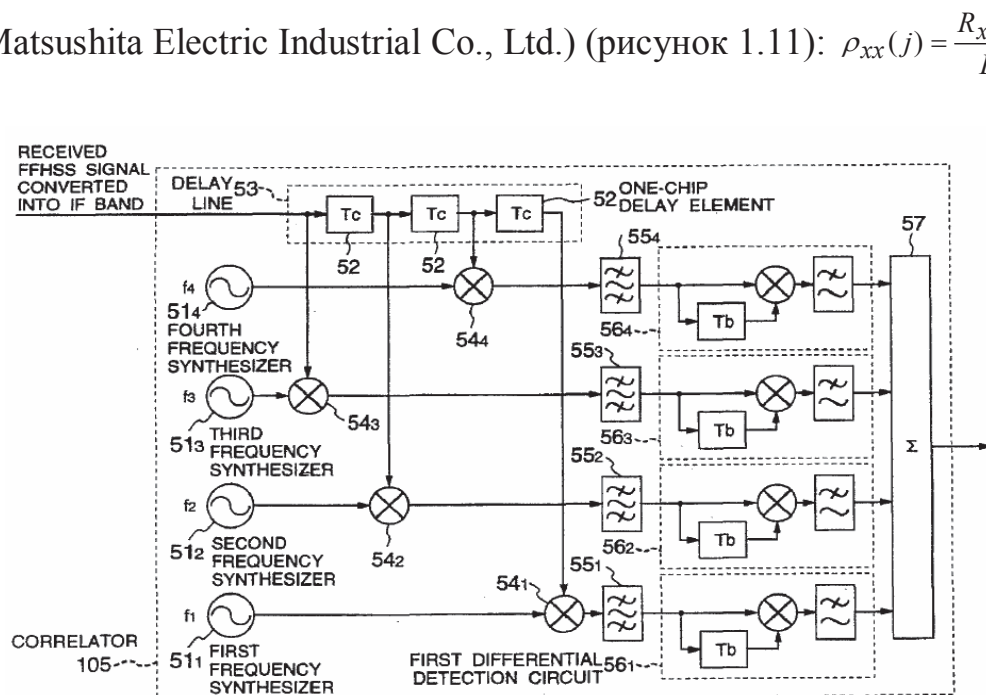 Matsushita Electric Industrial Co., Ltd.) (рисунок 1.11): ρxx(j) = Rx
RECEIVED
FFHSS SIGNAL
CONVERTED
INTO IF BAND
DELAY 53
LINE
Tc Tc Tc
52 ONE-CHIP
DELAY ELEMENT
52 52
554
57
f4
514
FOURTH
FREQUENCY
SYNTHESIZER
544
564
Tb
553
f3
513
THIRD
FREQUENCY
SYNTHESIZER
543
563
Tb
Σ
552
f2
512
SECOND
FREQUENCY
SYNTHESIZER
542
562
Tb
551
541
f1
511
FIRST
FREQUENCY
SYNTHESIZER
CORRELATOR
105
FIRST DIFFERENTIAL
DETECTION CIRCUIT
561
Tb